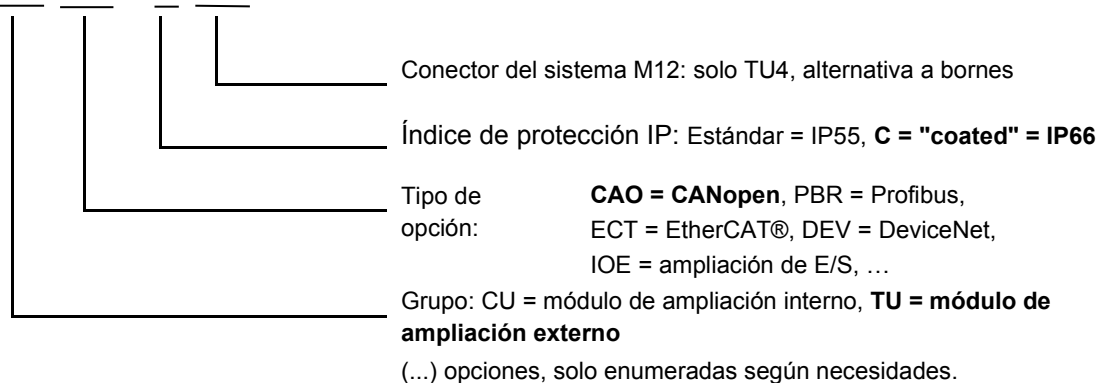 Conector del sistema M12: solo TU4, alternativa a bornes
Índice de protección IP: Estándar = IP55, C = "coated" = IP66
Tipo de opción:
CAO = CANopen, PBR = Profibus,
ECT = EtherCAT®, DEV = DeviceNet,
IOE = ampliación de E/S, …
Grupo: CU = módulo de ampliación interno, TU = módulo de
ampliación externo
(...) opciones, solo enumeradas según necesidades.